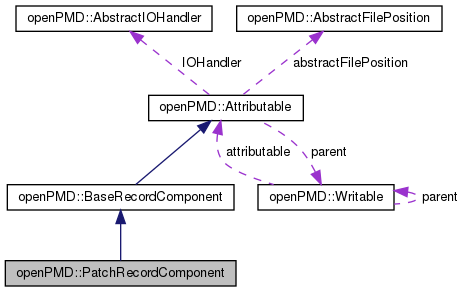 openPMD::AbstractIOHandler
openPMD::AbstractFilePosition
IOHandler
abstractFilePosition
openPMD::Attributable
attributable
parent
openPMD::BaseRecordComponent
openPMD::Writable
parent
openPMD::PatchRecordComponent